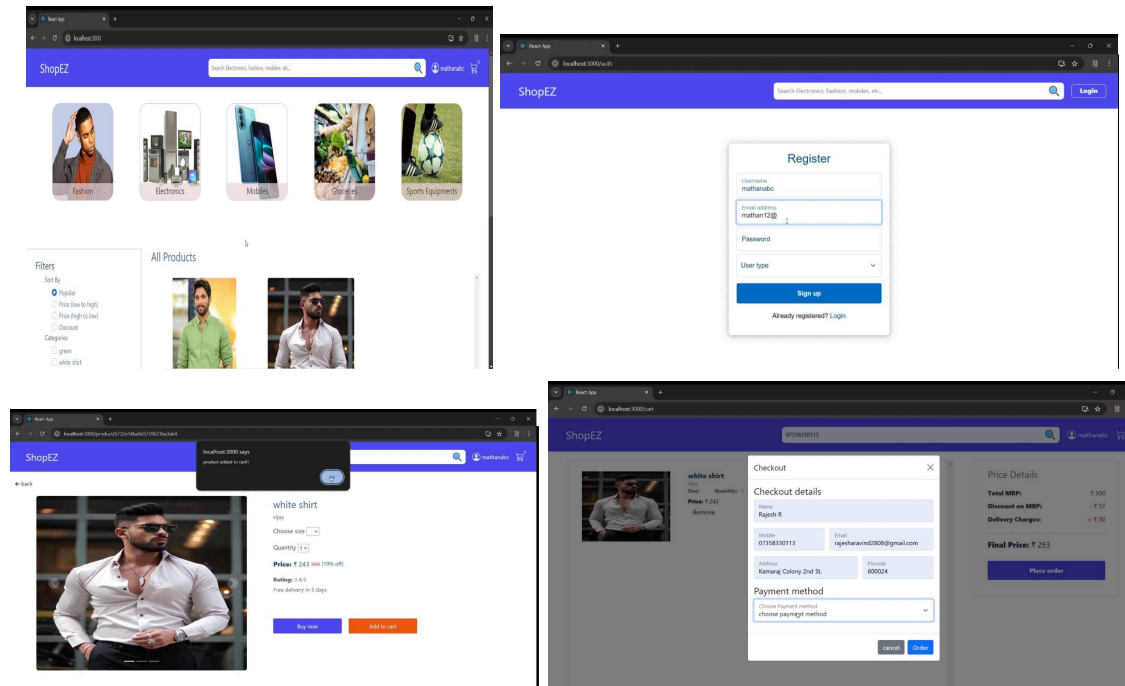 React App
localhost:3000
ShopEZ
Search Electronics, Fashion, mobiles, etc.,
mathanabc
Fashion
Electronics
Mobiles
Groceries
Sports Equipments
Filters
Sort By
Popular
Price (low to high)
Price (high to low)
Discount
Categories
green
white shirt
All Products
React App
localhost:3000/auth
ShopEZ
Search Electronics, Fashion, mobiles, etc.,
Login
Register
Username
mathanabc
Email address
mathan12@
Password
User type
Sign up
Already registered? Login
React App
ShopEZ
localhost:3000 says
product added to cart!!
OK
mathanabc
← back
white shirt
vijay
Choose size
Quantity 1
Price: ₹ 243 300 (19% off)
Rating: 3.4/5
Free delivery in 5 days
Buy now
Add to cart
React App
localhost:3000/cart
ShopEZ
07358330113
mathanabc
white shirt
vijay
Size: Quantity: 1
Price: ₹ 243
Remove
Checkout
Checkout details
Name
Rajesh R
Mobile
07358330113
Email
rajesharavind2808@gmail.com
Address
Kamaraj Colony 2nd St.
Pincode
600024
Payment method
Choose Payment method
choose payment method
cancel
Order
Price Details
Total MRP: ₹ 300
Discount on MRP: - ₹ 57
Delivery Charges: + ₹ 50
Final Price: ₹ 293
Place order